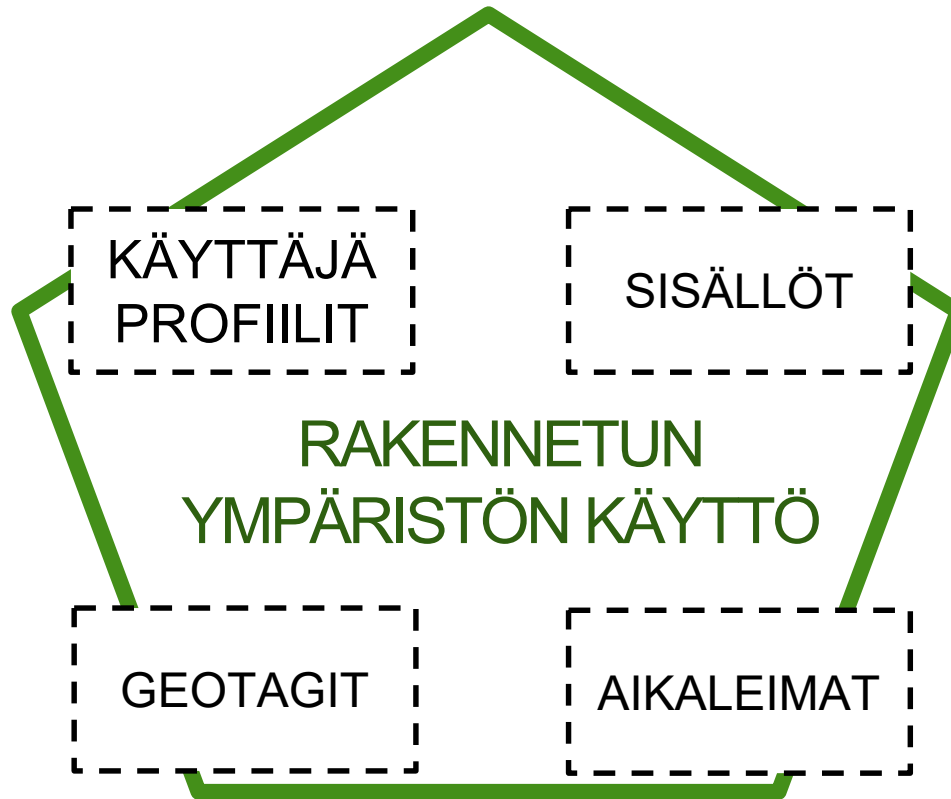 KÄYTTÄJÄ
PROFIILIT
SISÄLLÖT
RAKENNETUN
YMPÄRISTÖN KÄYTTÖ
GEOTAGIT
AIKALEIMAT